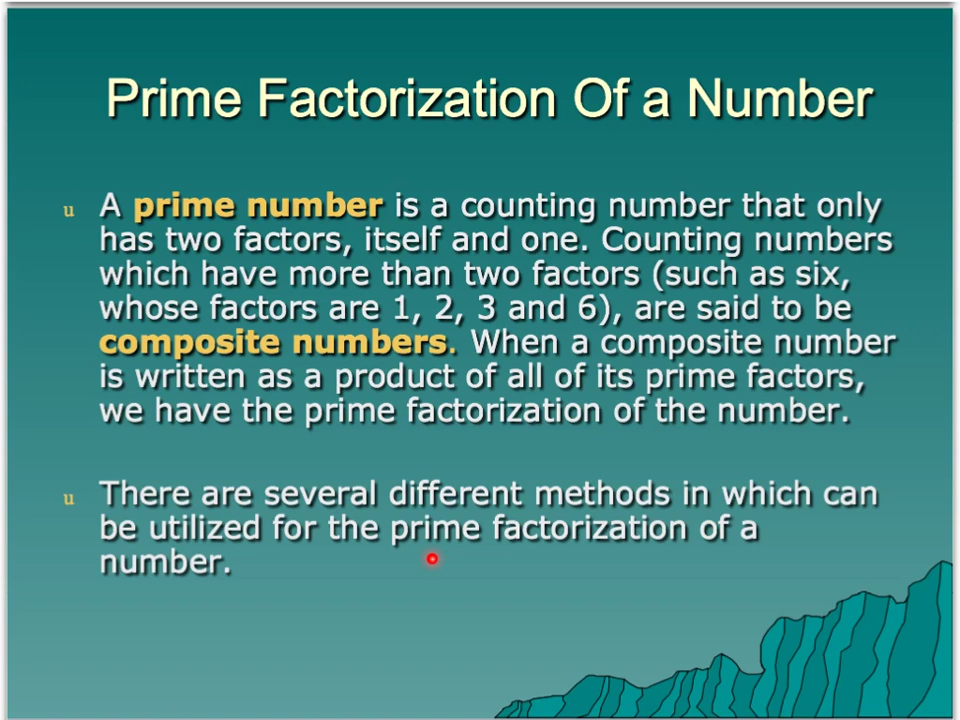 Prime Factorization Of a Number
u A prime number is a counting number that only
has two factors, itself and one. Counting numbers
which have more than two factors (such as six,
whose factors are 1, 2, 3 and 6), are said to be
composite numbers. When a composite number
is written as a product of all of its prime factors,
we have the prime factorization of the number.
u There are several different methods in which can
be utilized for the prime factorization of a
number.